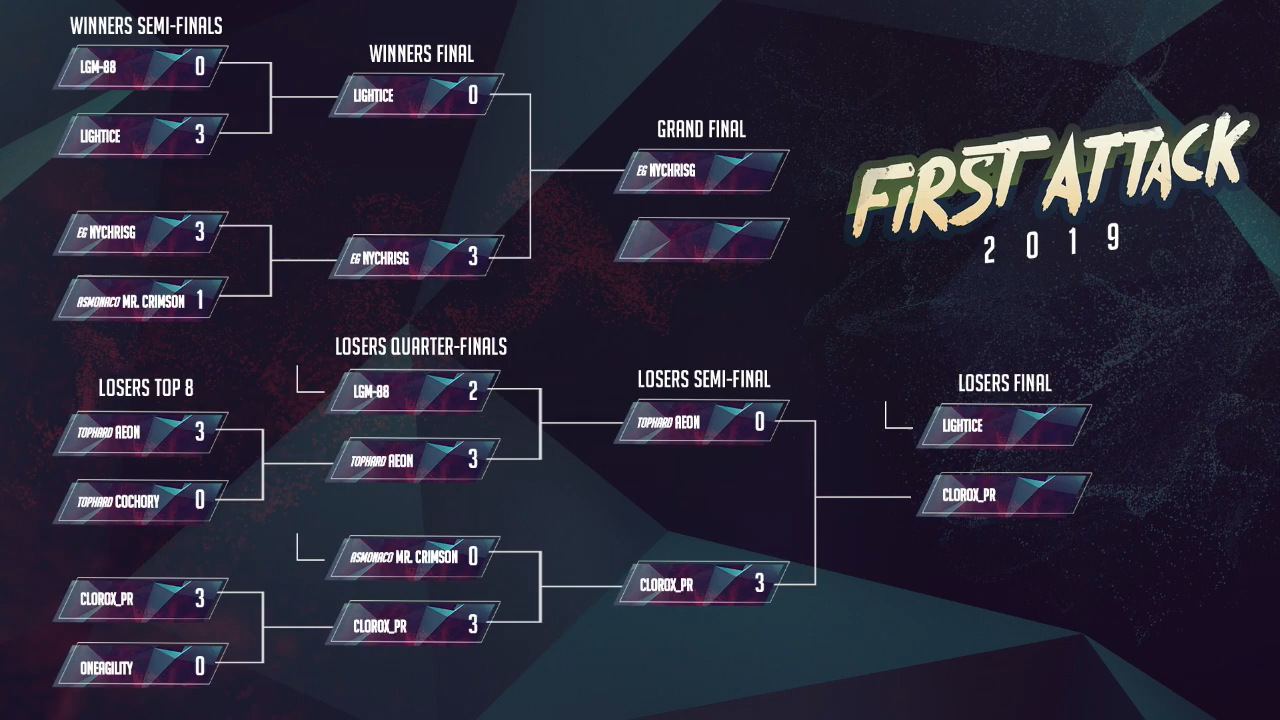 WINNERS SEMI-FINALS
LGM-88 0
LIGHTICE 3
EG NYCHRISG 3
ASMONACO MR. CRIMSON 1
WINNERS FINAL
LIGHTICE 0
EG NYCHRISG 3
GRAND FINAL
EG NYCHRISG
FIRST ATTACK
2019
LOSERS TOP 8
TOPHARD AEON 3
TOPHARD COCHORY 0
CLOROX_PR 3
ONEAGILITY 0
LOSERS QUARTER-FINALS
LGM-88 2
TOPHARD AEON 3
ASMONACO MR. CRIMSON 0
CLOROX_PR 3
LOSERS SEMI-FINAL
TOPHARD AEON 0
CLOROX_PR 3
LOSERS FINAL
LIGHTICE
CLOROX_PR